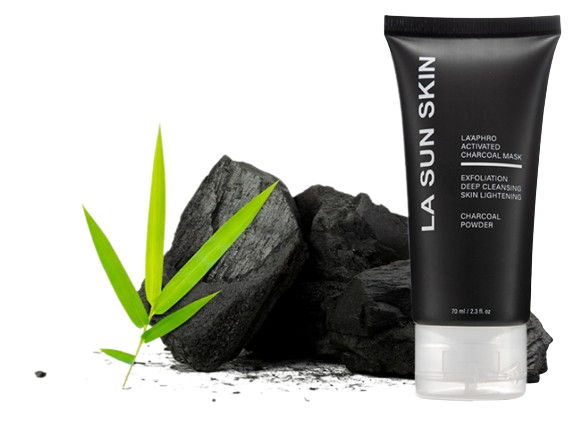 LA SUN SKIN
LA'APHRO
ACTIVATED
CHARCOAL MASK
EXFOLIATION
DEEP CLEANSING
SKIN LIGHTENING
CHARCOAL
POWDER
70 ml / 2.3 fl. oz